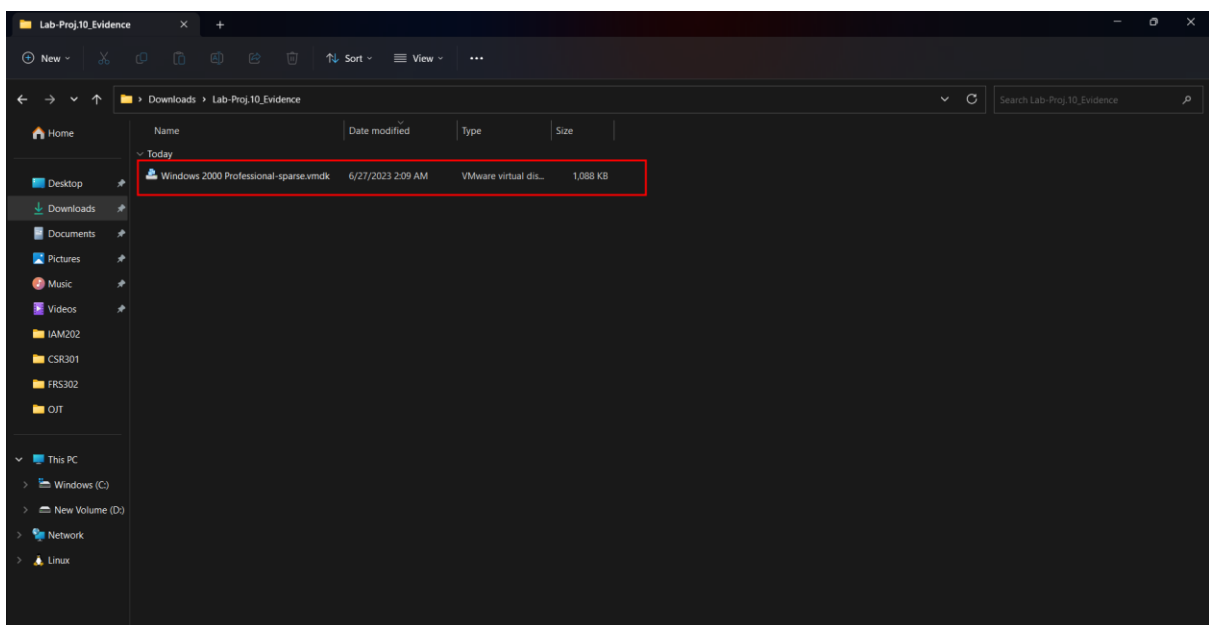 Lab-Proj.10_Evidence
New Sort View
Downloads > Lab-Proj.10_Evidence Search Lab-Proj.10_Evidence
Home
Name Date modified Type Size
Today
Windows 2000 Professional-sparse.vmdk 6/27/2023 2:09 AM VMware virtual dis... 1,088 KB
Desktop
Downloads
Documents
Pictures
Music
Videos
IAM202
CSR301
FRS302
OJT
This PC
Windows (C:)
New Volume (D:)
Network
Linux